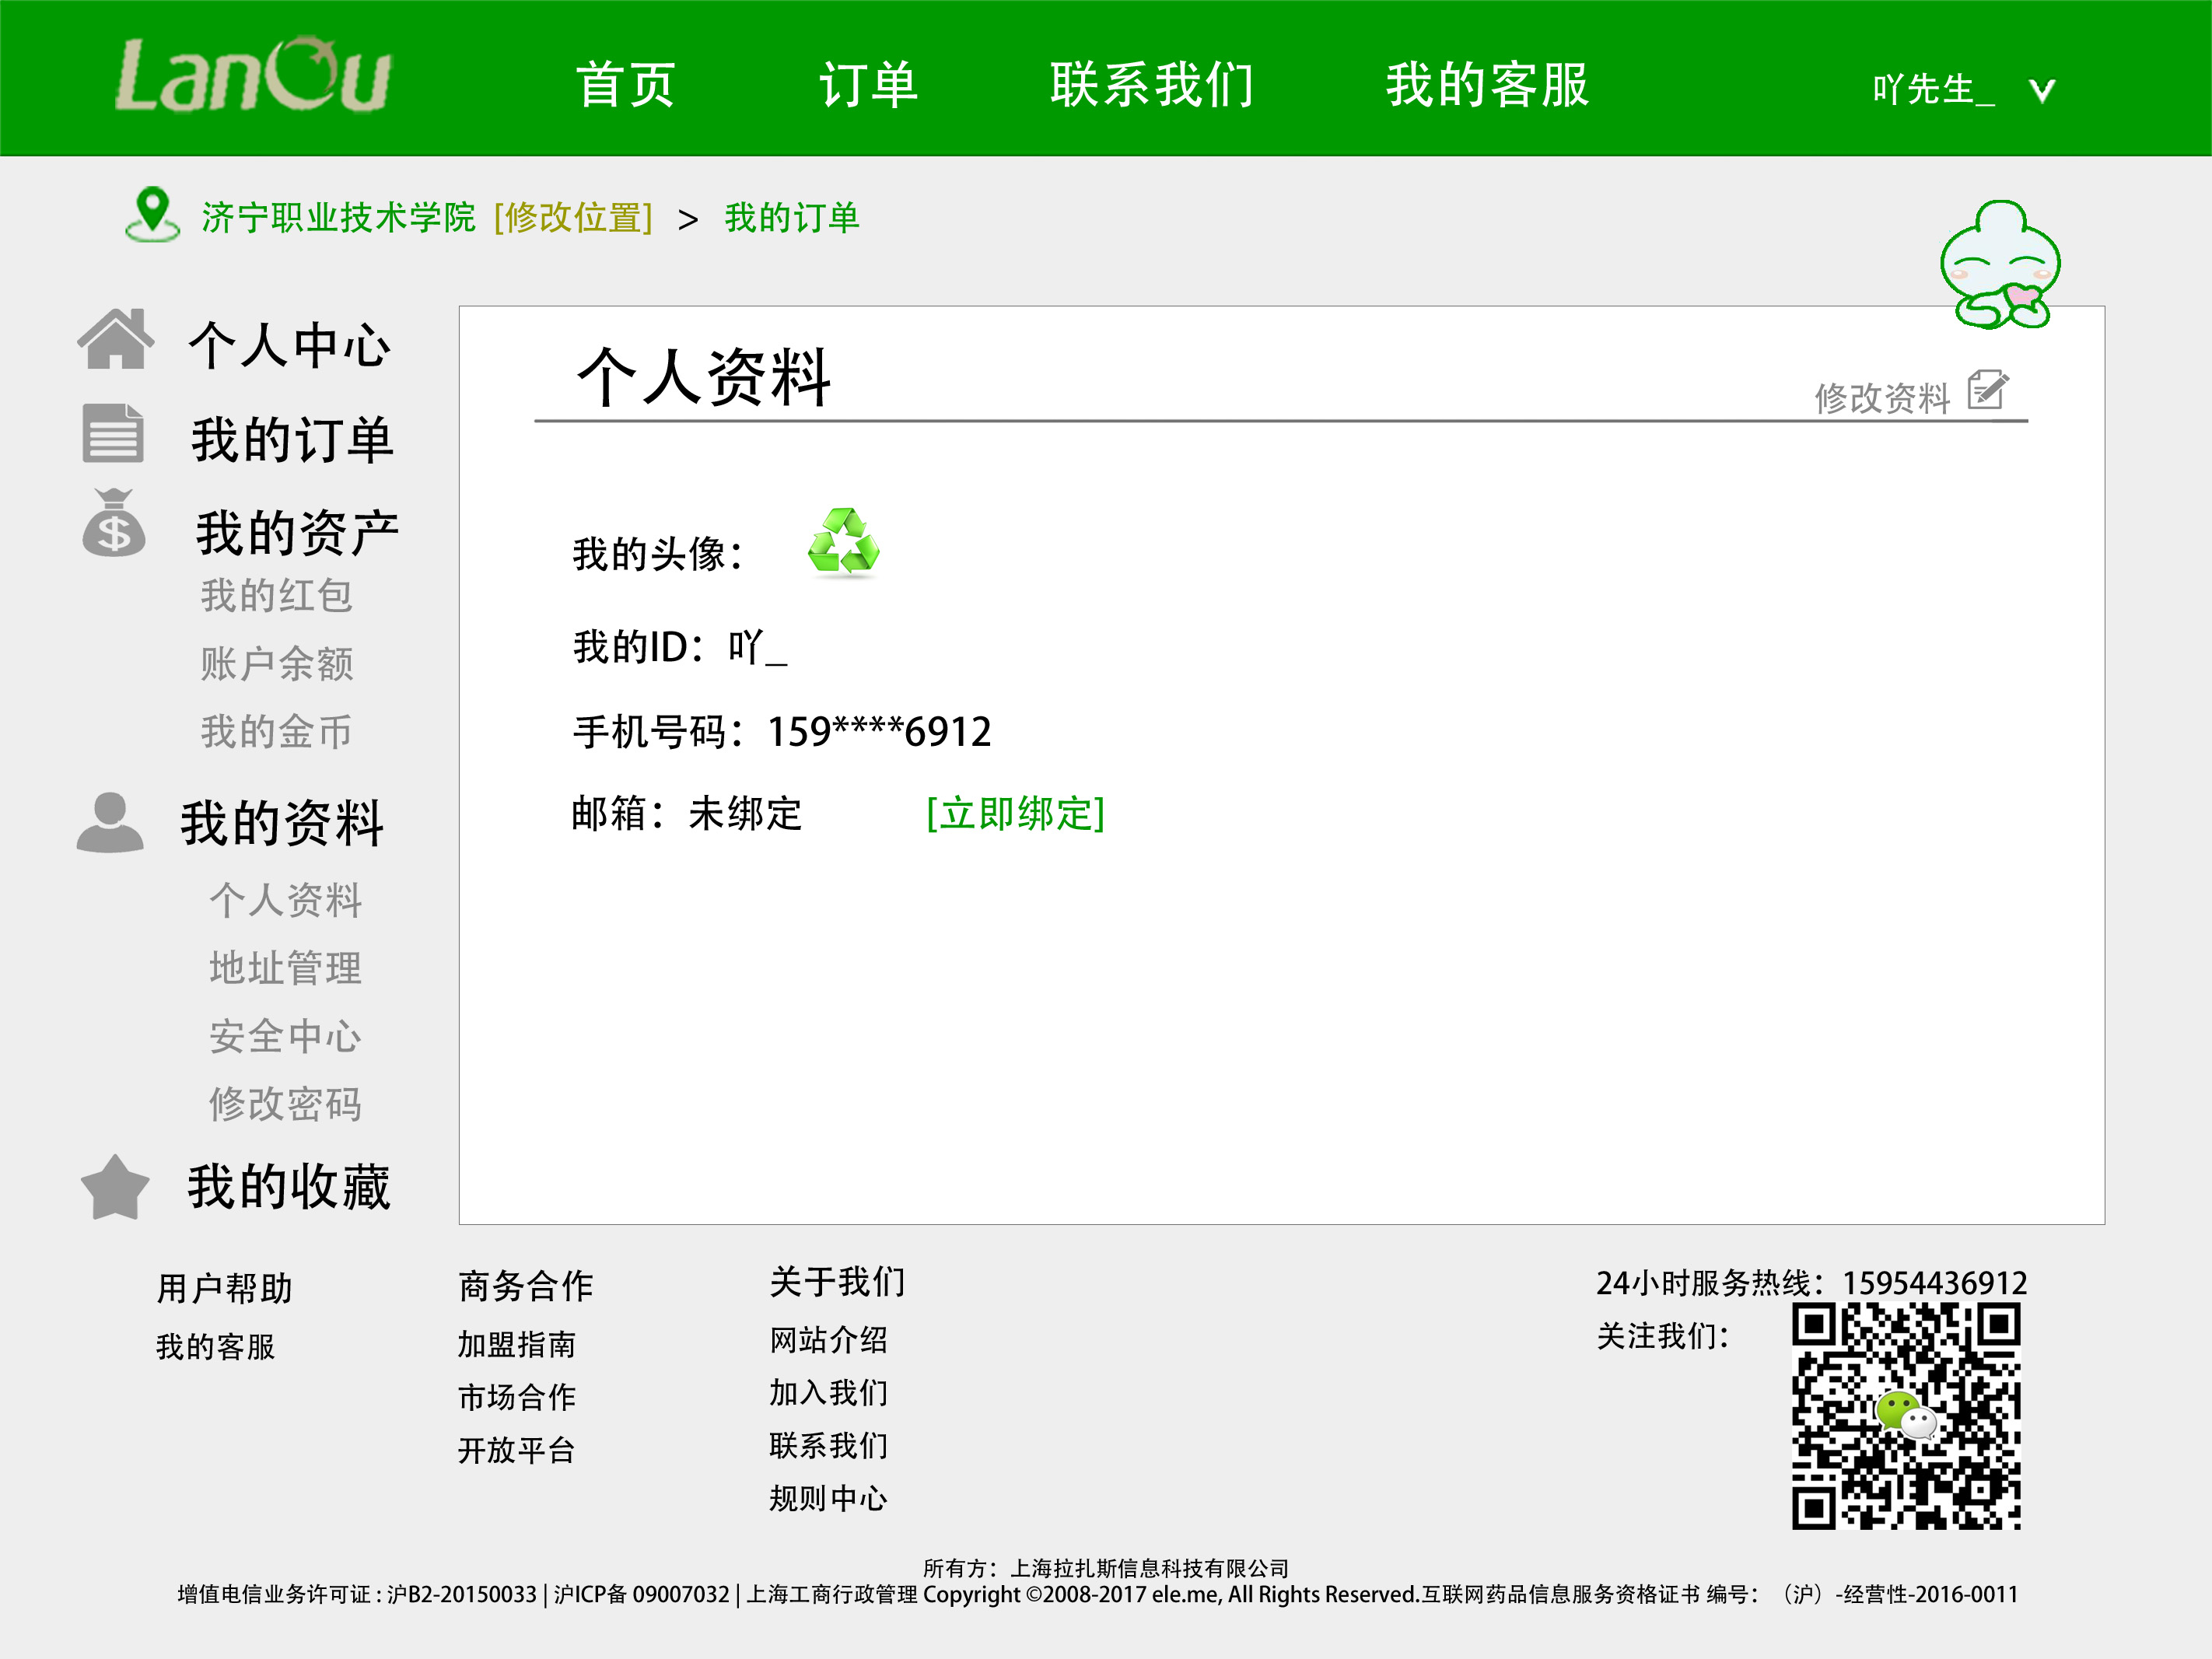 LanOu
首页 订单 联系我们 我的客服 吖先生_
济宁职业技术学院 [修改位置] > 我的订单
个人中心
我的订单
我的资产
我的红包
账户余额
我的金币
我的资料
个人资料
地址管理
安全中心
修改密码
我的收藏
个人资料
修改资料
我的头像：
我的ID：吖_
手机号码：159****6912
邮箱：未绑定 [立即绑定]
用户帮助
我的客服
商务合作
加盟指南
市场合作
开放平台
关于我们
网站介绍
加入我们
联系我们
规则中心
24小时服务热线：15954436912
关注我们：
所有方：上海拉扎斯信息科技有限公司
增值电信业务许可证 : 沪B2-20150033 | 沪ICP备 09007032 | 上海工商行政管理 Copyright ©2008-2017 ele.me, All Rights Reserved.互联网药品信息服务资格证书 编号：（沪）-经营性-2016-0011